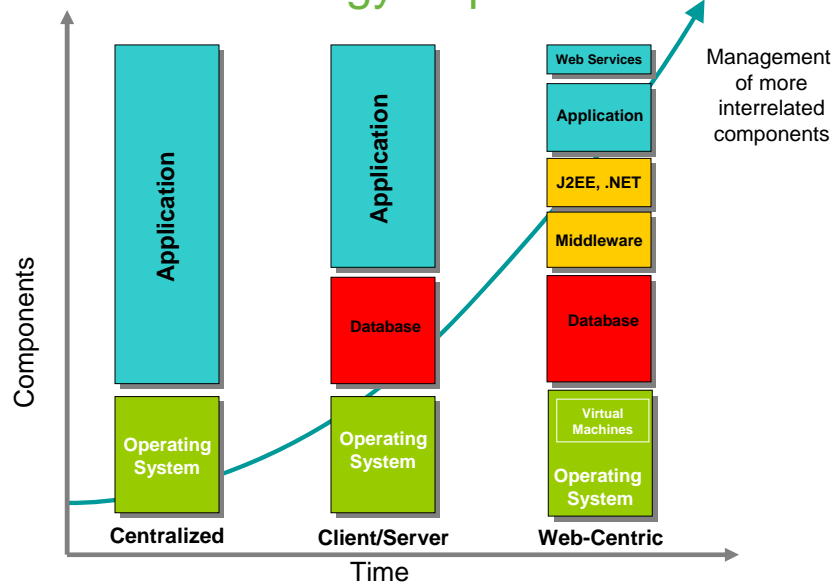 Web Services
Application
J2EE, .NET
Middleware
Database
Virtual
Machines
Operating
System
Application
Database
Operating
System
Application
Operating
System
Management
of more
interrelated
components
Components
Centralized
Client/Server
Web-Centric
Time